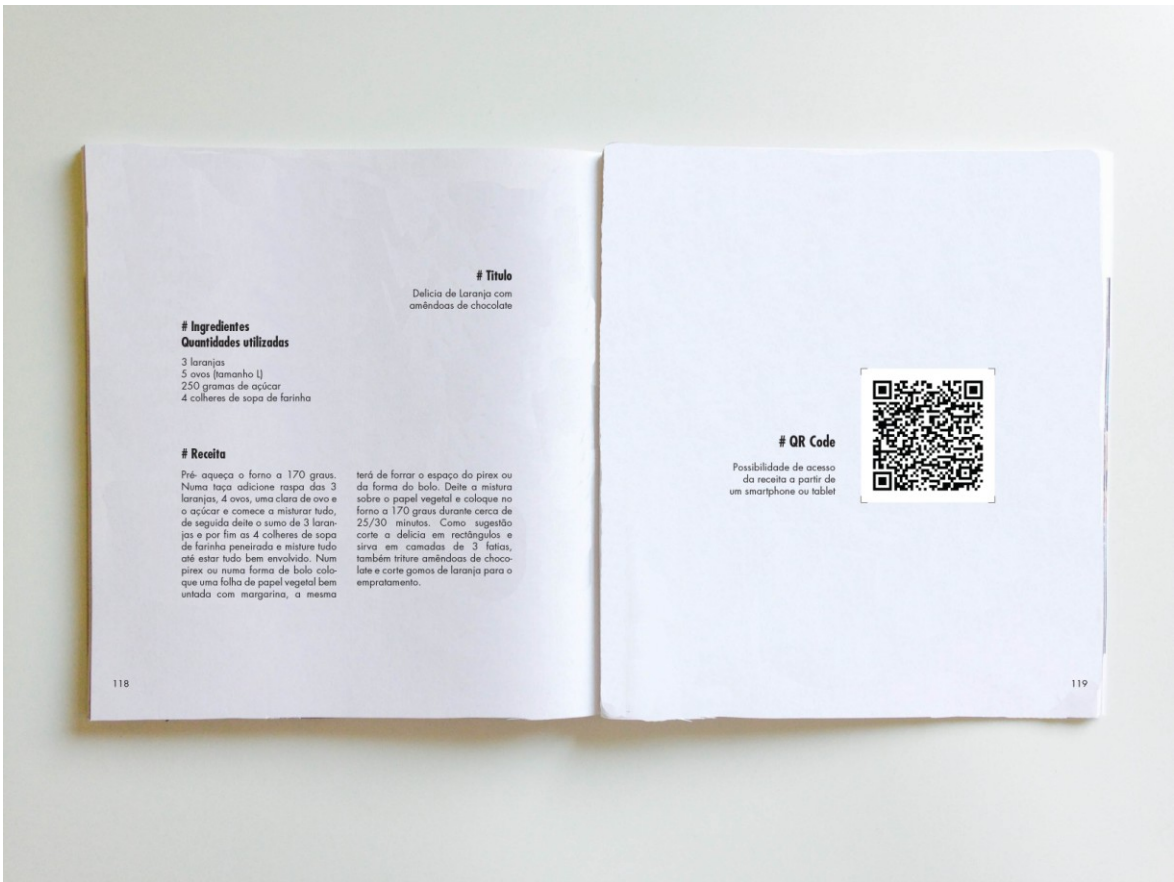 # Titulo
Delicia de Laranja com
amêndoas de chocolate
# Ingredientes
Quantidades utilizadas
3 laranjas
5 ovos (tamanho L)
250 gramas de açúcar
4 colheres de sopa de farinha
# Receita
Pré- aqueça o forno a 170 graus.
Numa taça adicione raspa das 3
laranjas, 4 ovos, uma clara de ovo e
o açúcar e comece a misturar tudo,
de seguida deite o sumo de 3 laran-
jas e por fim as 4 colheres de sopa
de farinha peneirada e misture tudo
até estar tudo bem envolvido. Num
pirex ou numa forma de bolo colo-
que uma folha de papel vegetal bem
untada com margarina, a mesma
terá de forrar o espaço do pirex ou
da forma do bolo. Deite a mistura
sobre o papel vegetal e coloque no
forno a 170 graus durante cerca de
25/30 minutos. Como sugestão
corte a delicia em rectângulos e
sirva em camadas de 3 fatias,
também triture amêndoas de choco-
late e corte gomos de laranja para o
empratamento.
118
# QR Code
Possibilidade de acesso
da receita a partir de
um smartphone ou tablet
119